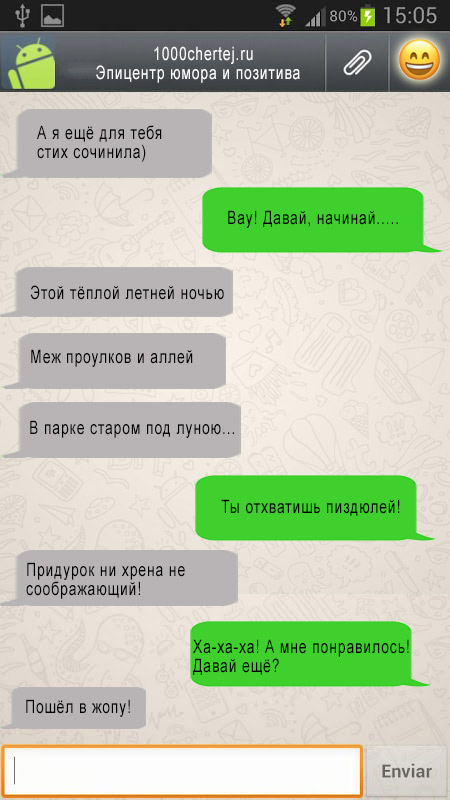 80% 15:05
1000chertej.ru
Эпицентр юмора и позитива
А я ещё для тебя
стих сочинила)
Вау! Давай, начинай.....
Этой тёплой летней ночью
Меж проулков и аллей
В парке старом под луною...
Ты отхватишь пиздюлей!
Придурок ни хрена не
соображающий!
Ха-ха-ха! А мне понравилось!
Давай ещё?
Пошёл в жопу!
Enviar